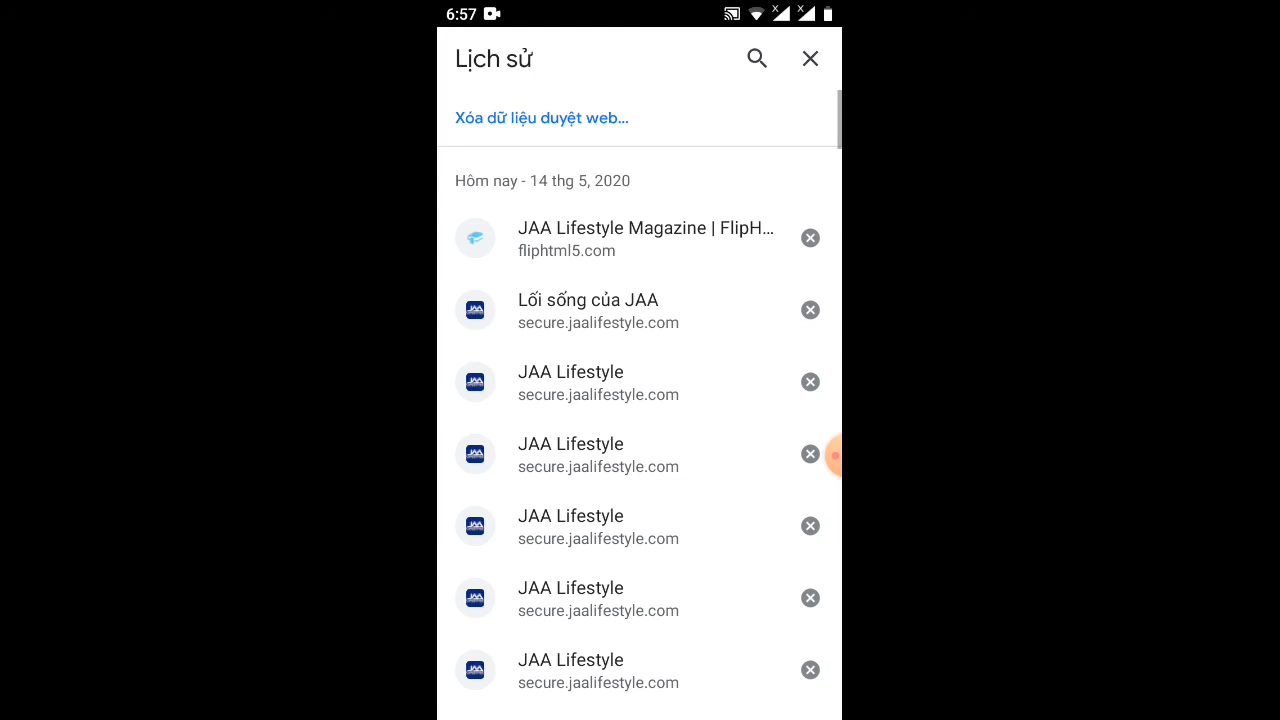 6:57
Lịch sử
Xóa dữ liệu duyệt web...
Hôm nay - 14 thg 5, 2020
JAA Lifestyle Magazine | FlipH...
fliphtml5.com
Lối sống của JAA
secure.jaalifestyle.com
JAA Lifestyle
secure.jaalifestyle.com
JAA Lifestyle
secure.jaalifestyle.com
JAA Lifestyle
secure.jaalifestyle.com
JAA Lifestyle
secure.jaalifestyle.com
JAA Lifestyle
secure.jaalifestyle.com